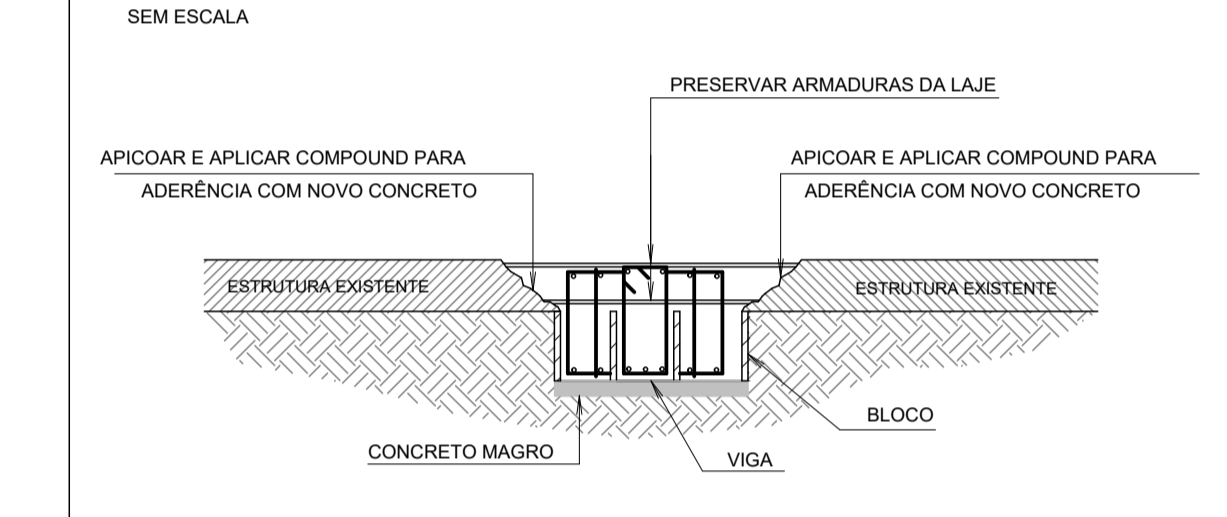 SEM ESCALA
PRESERVAR ARMADURAS DA LAJE
APICOAR E APLICAR COMPOUND PARA
ADERÊNCIA COM NOVO CONCRETO
APICOAR E APLICAR COMPOUND PARA
ADERÊNCIA COM NOVO CONCRETO
ESTRUTURA EXISTENTE
ESTRUTURA EXISTENTE
BLOCO
CONCRETO MAGRO
VIGA